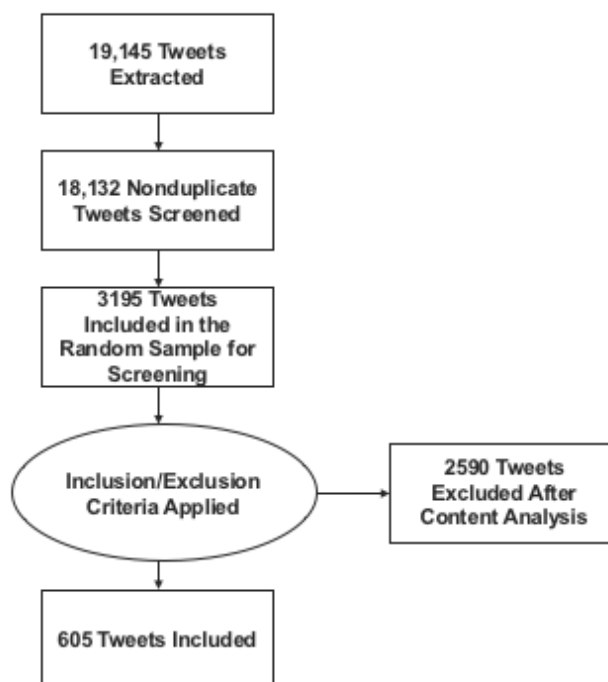 19,145 Tweets
Extracted
18,132 Nonduplicate
Tweets Screened
3195 Tweets
Included in the
Random Sample for
Screening
Inclusion/Exclusion
Criteria Applied
2590 Tweets
Excluded After
Content Analysis
605 Tweets Included